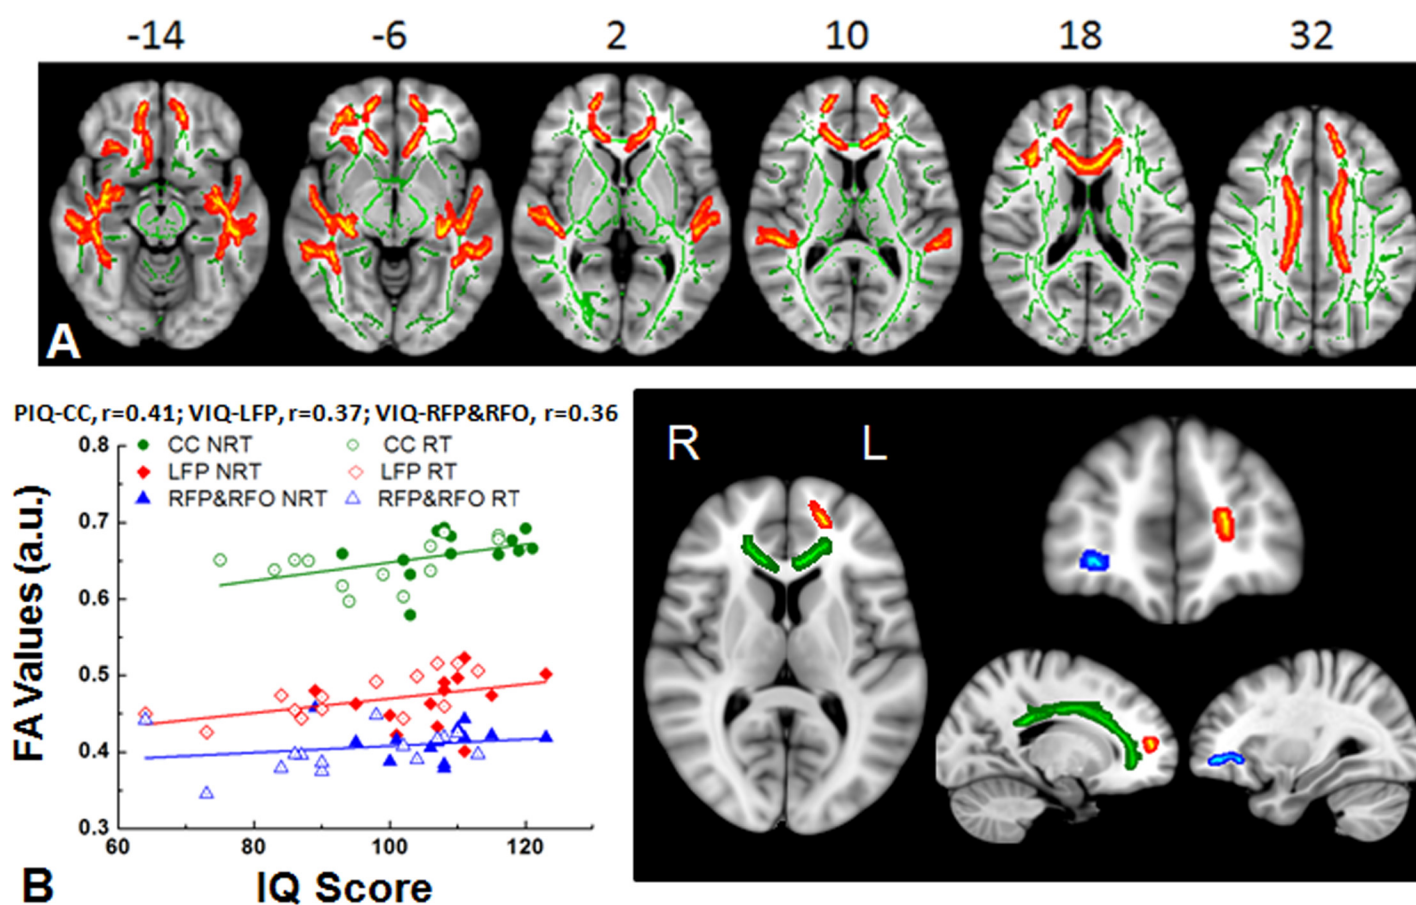 -14 -6 2 10 18 32
A
PIQ-CC, r=0.41; VIQ-LFP, r=0.37; VIQ-RFP&RFO, r=0.36
CC NRT CC RT
LFP NRT LFP RT
RFP&RFO NRT RFP&RFO RT
0.8
0.7
0.6
0.5
0.4
0.3
FA Values (a.u.)
60 80 100 120
IQ Score
B
R L